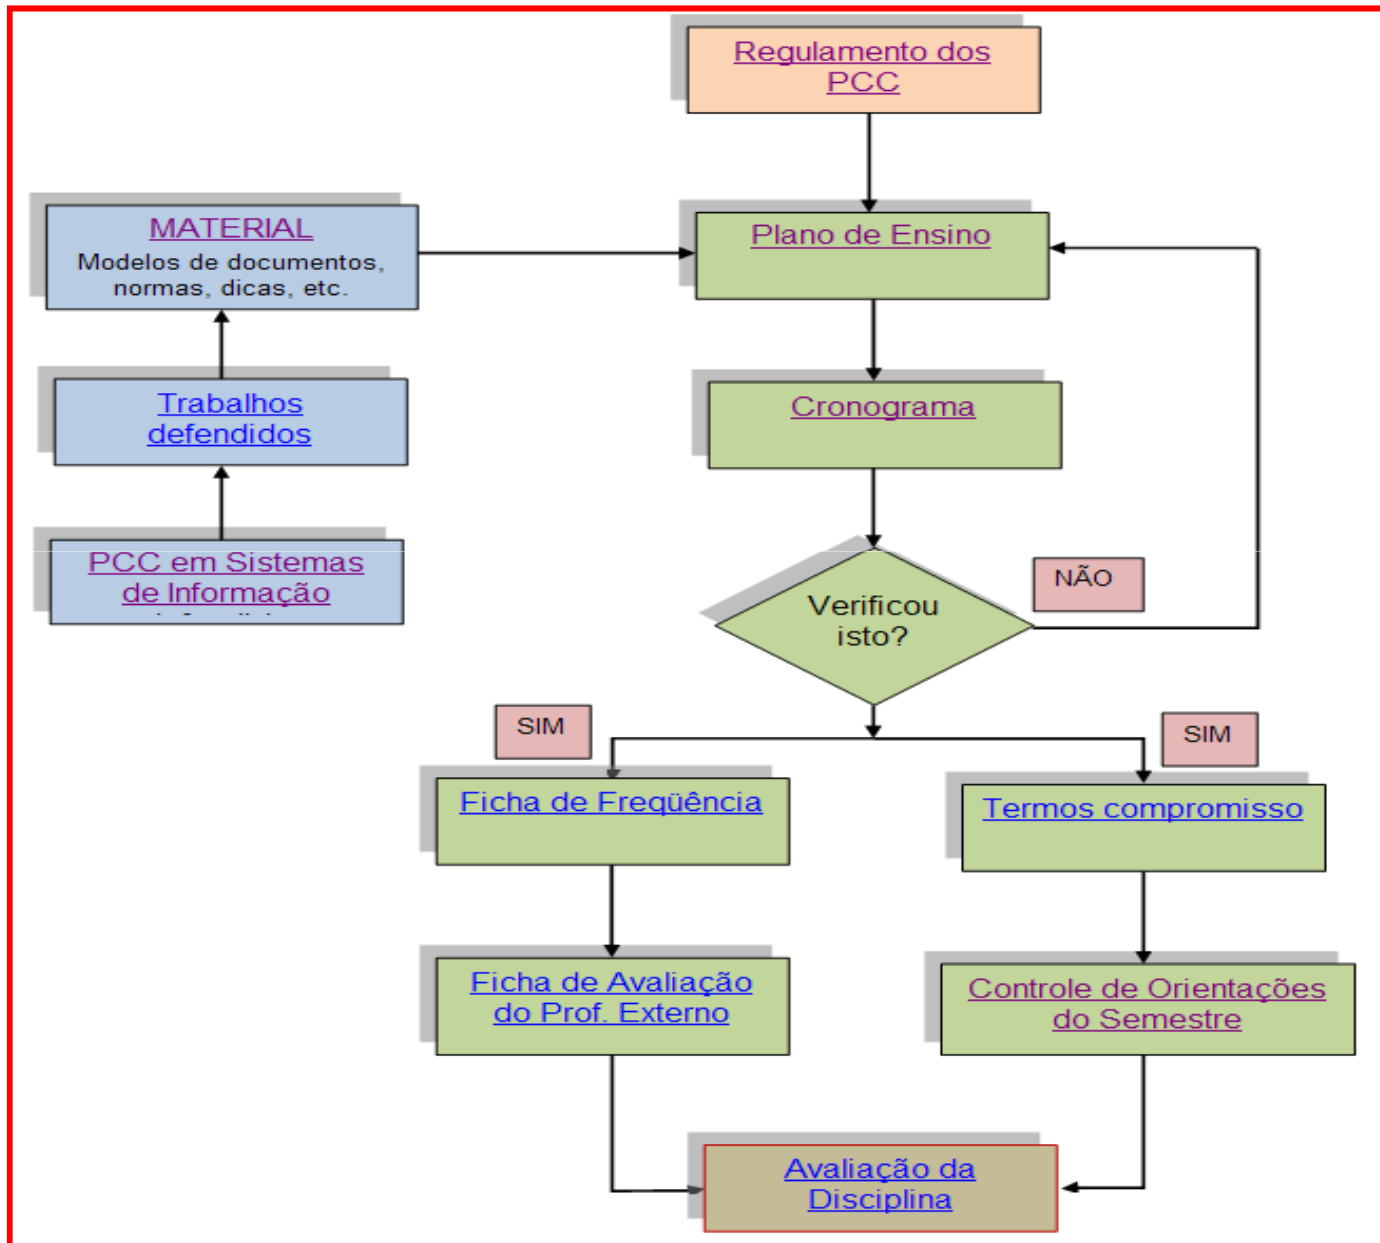 Regulamento dos
PCC
MATERIAL
Modelos de documentos,
normas, dicas, etc.
Plano de Ensino
Trabalhos
defendidos
Cronograma
PCC em Sistemas
de Informação
NÃO
Verificou
isto?
SIM
SIM
Ficha de Freqüência
Termos compromisso
Ficha de Avaliação
do Prof. Externo
Controle de Orientações
do Semestre
Avaliação da
Disciplina